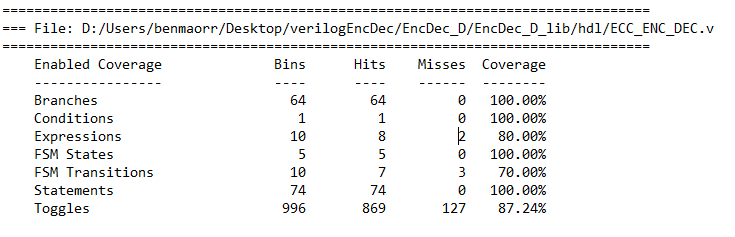 =================================================================================
=== File: D:/Users/benmaorr/Desktop/verilogEncDec/EncDec_D/EncDec_D_lib/hdl/ECC_ENC_DEC.v
=================================================================================
    Enabled Coverage              Bins      Hits    Misses  Coverage
    ----------------              ----      ----    ------  --------
    Branches                        64        64         0   100.00%
    Conditions                       1         1         0   100.00%
    Expressions                     10         8         2    80.00%
    FSM States                       5         5         0   100.00%
    FSM Transitions                 10         7         3    70.00%
    Statements                      74        74         0   100.00%
    Toggles                        996       869       127    87.24%